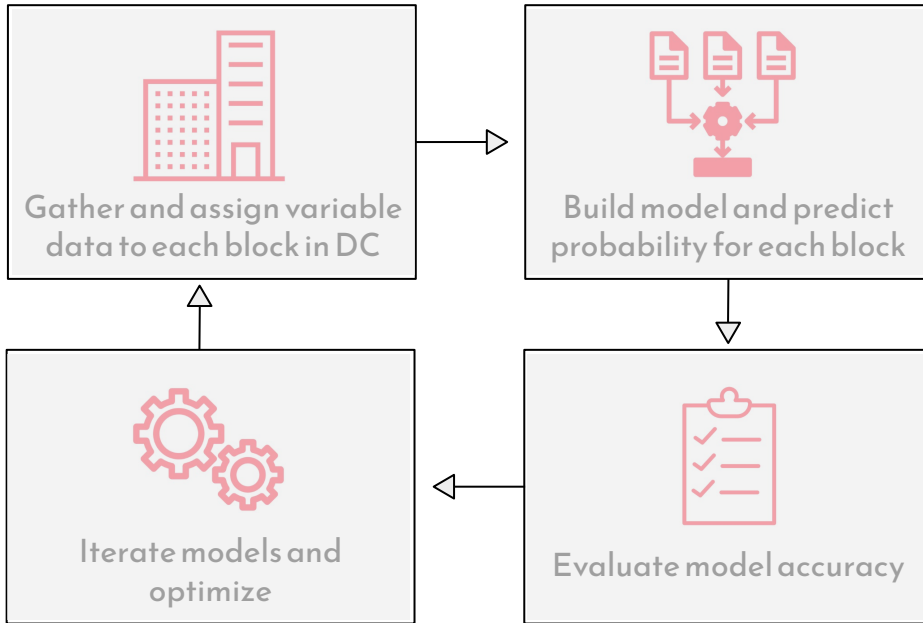 Gather and assign variable
data to each block in DC
Build model and predict
probability for each block
Iterate models and
optimize
Evaluate model accuracy